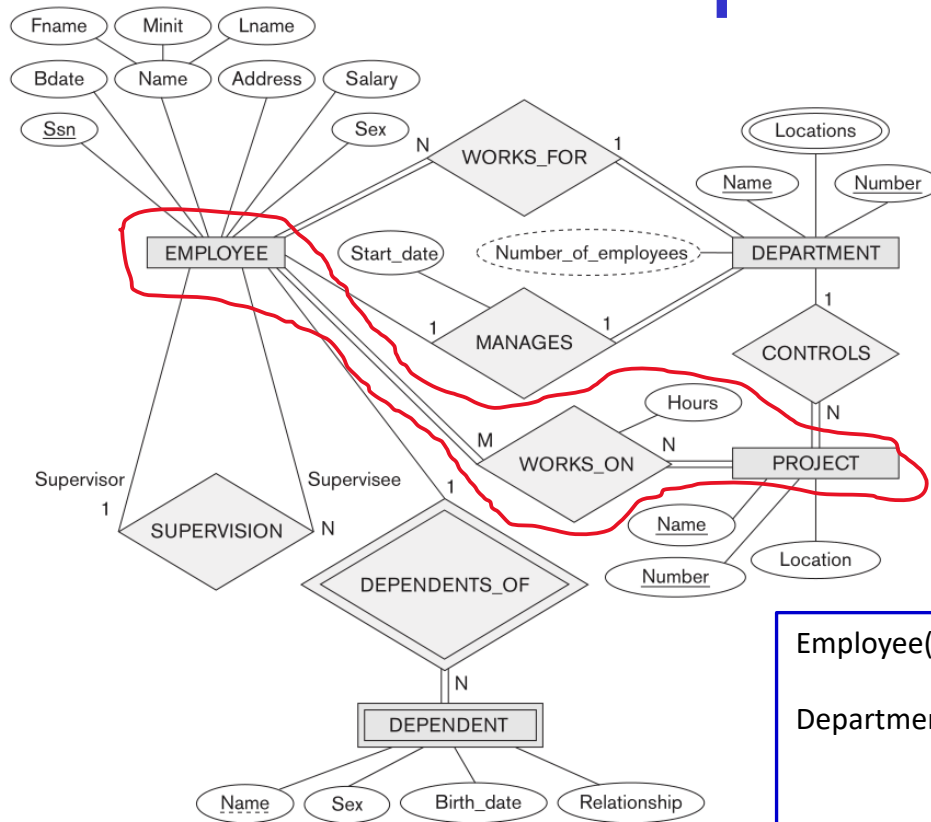 Fname Minit Lname
Bdate Name Address Salary
Ssn Sex
N WORKS_FOR 1
Locations
Name Number
EMPLOYEE Start_date Number_of_employees DEPARTMENT
1 MANAGES 1
1
CONTROLS
N
Hours
M WORKS_ON N PROJECT
Supervisor Supervisee 1
1 SUPERVISION N
Name
Number Location
DEPENDENTS_OF
N
DEPENDENT
Name Sex Birth_date Relationship
Employee(